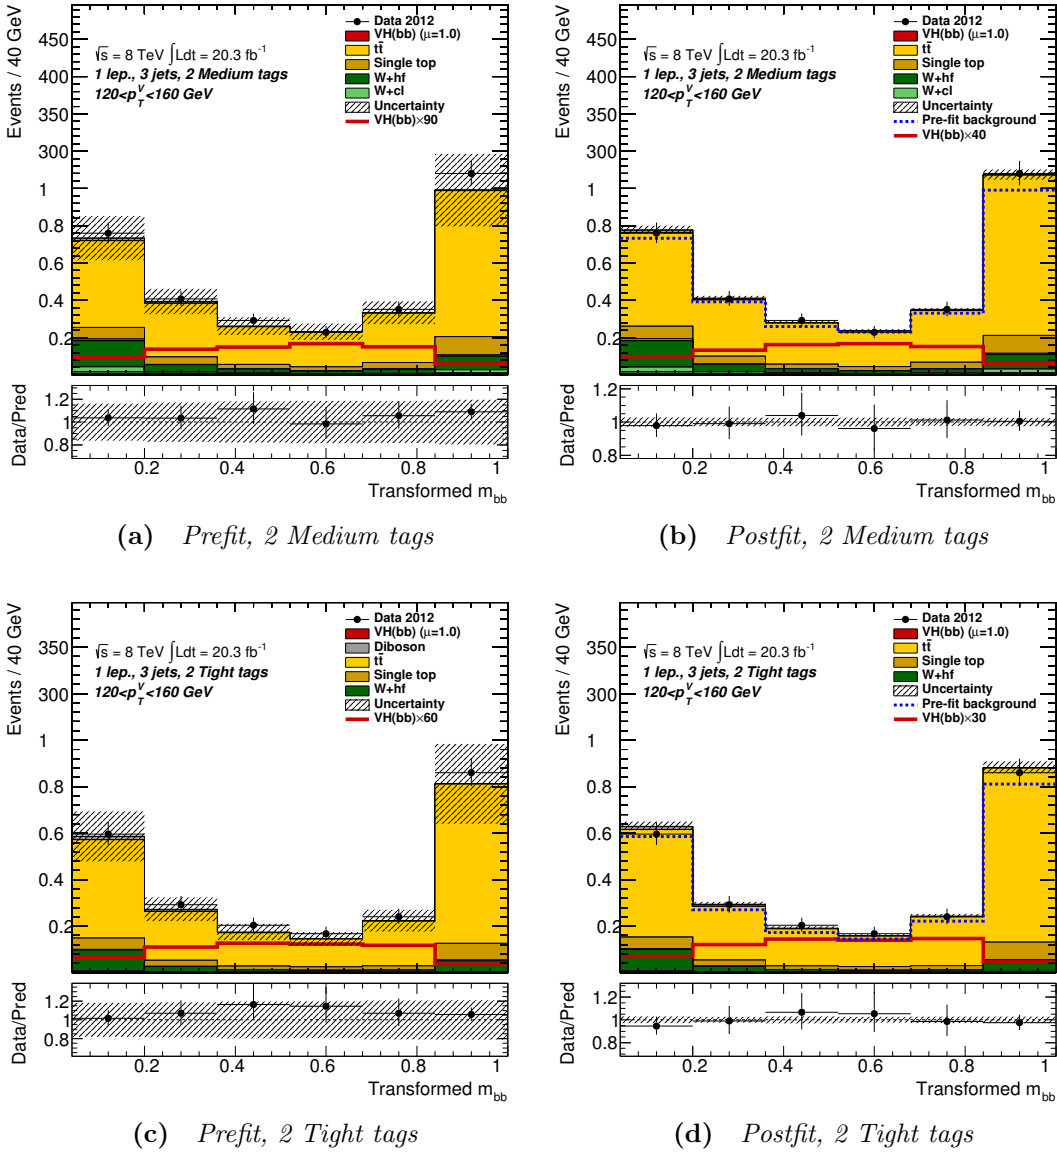 Events / 40 GeV
450
400
350
300
1
0.8
0.6
0.4
0.2
√s = 8 TeV ∫Ldt = 20.3 fb⁻¹
1 lep., 3 jets, 2 Medium tags
120<p_T^V<160 GeV
Data 2012
VH(bb) (μ=1.0)
tt̄
Single top
W+hf
W+cl
Uncertainty
VH(bb)×90
Data/Pred
1.2
1
0.8
0.2 0.4 0.6 0.8 1
Transformed m_bb
(a) Prefit, 2 Medium tags
Events / 40 GeV
450
400
350
300
1
0.8
0.6
0.4
0.2
√s = 8 TeV ∫Ldt = 20.3 fb⁻¹
1 lep., 3 jets, 2 Medium tags
120<p_T^V<160 GeV
Data 2012
VH(bb) (μ=1.0)
tt̄
Single top
W+hf
W+cl
Uncertainty
Pre-fit background
VH(bb)×40
Data/Pred
1.2
1
0.8
0.2 0.4 0.6 0.8 1
Transformed m_bb
(b) Postfit, 2 Medium tags
Events / 40 GeV
350
300
1
0.8
0.6
0.4
0.2
√s = 8 TeV ∫Ldt = 20.3 fb⁻¹
1 lep., 3 jets, 2 Tight tags
120<p_T^V<160 GeV
Data 2012
VH(bb) (μ=1.0)
Diboson
tt̄
Single top
W+hf
Uncertainty
VH(bb)×60
Data/Pred
1.2
1
0.8
0.2 0.4 0.6 0.8 1
Transformed m_bb
(c) Prefit, 2 Tight tags
Events / 40 GeV
350
300
1
0.8
0.6
0.4
0.2
√s = 8 TeV ∫Ldt = 20.3 fb⁻¹
1 lep., 3 jets, 2 Tight tags
120<p_T^V<160 GeV
Data 2012
VH(bb) (μ=1.0)
tt̄
Single top
W+hf
Uncertainty
Pre-fit background
VH(bb)×30
Data/Pred
1.2
1
0.8
0.2 0.4 0.6 0.8 1
Transformed m_bb
(d) Postfit, 2 Tight tags